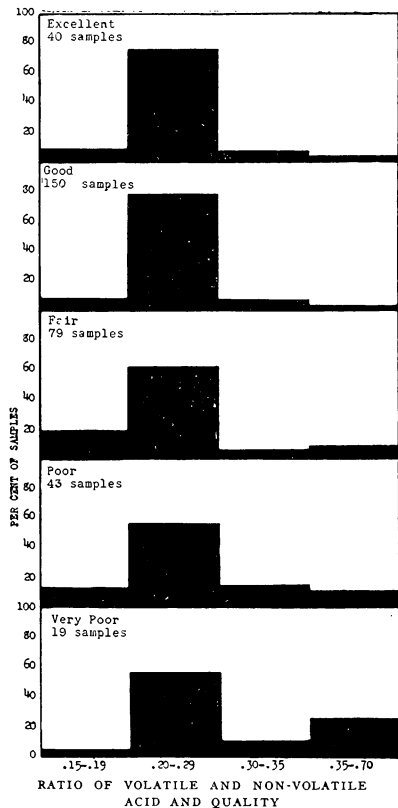 100
Excellent
40 samples
80
60
40
20
Good
150 samples
80
60
40
20
Fair
79 samples
80
60
40
20
PER CENT OF SAMPLES
Poor
43 samples
80
60
40
20
100
Very Poor
19 samples
80
60
40
20
0
.15-.19 .20-.29 .30-.35 .35-.70
RATIO OF VOLATILE AND NON-VOLATILE
ACID AND QUALITY